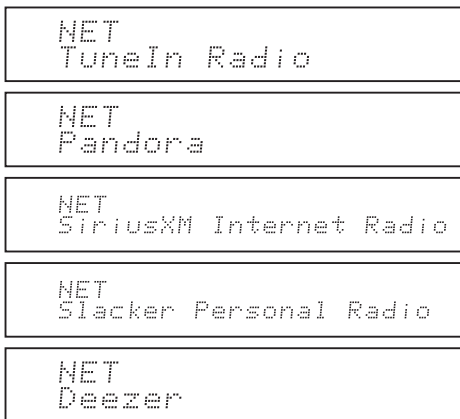 NET
TuneIn Radio
NET
Pandora
NET
SiriusXM Internet Radio
NET
Slacker Personal Radio
NET
Deezer